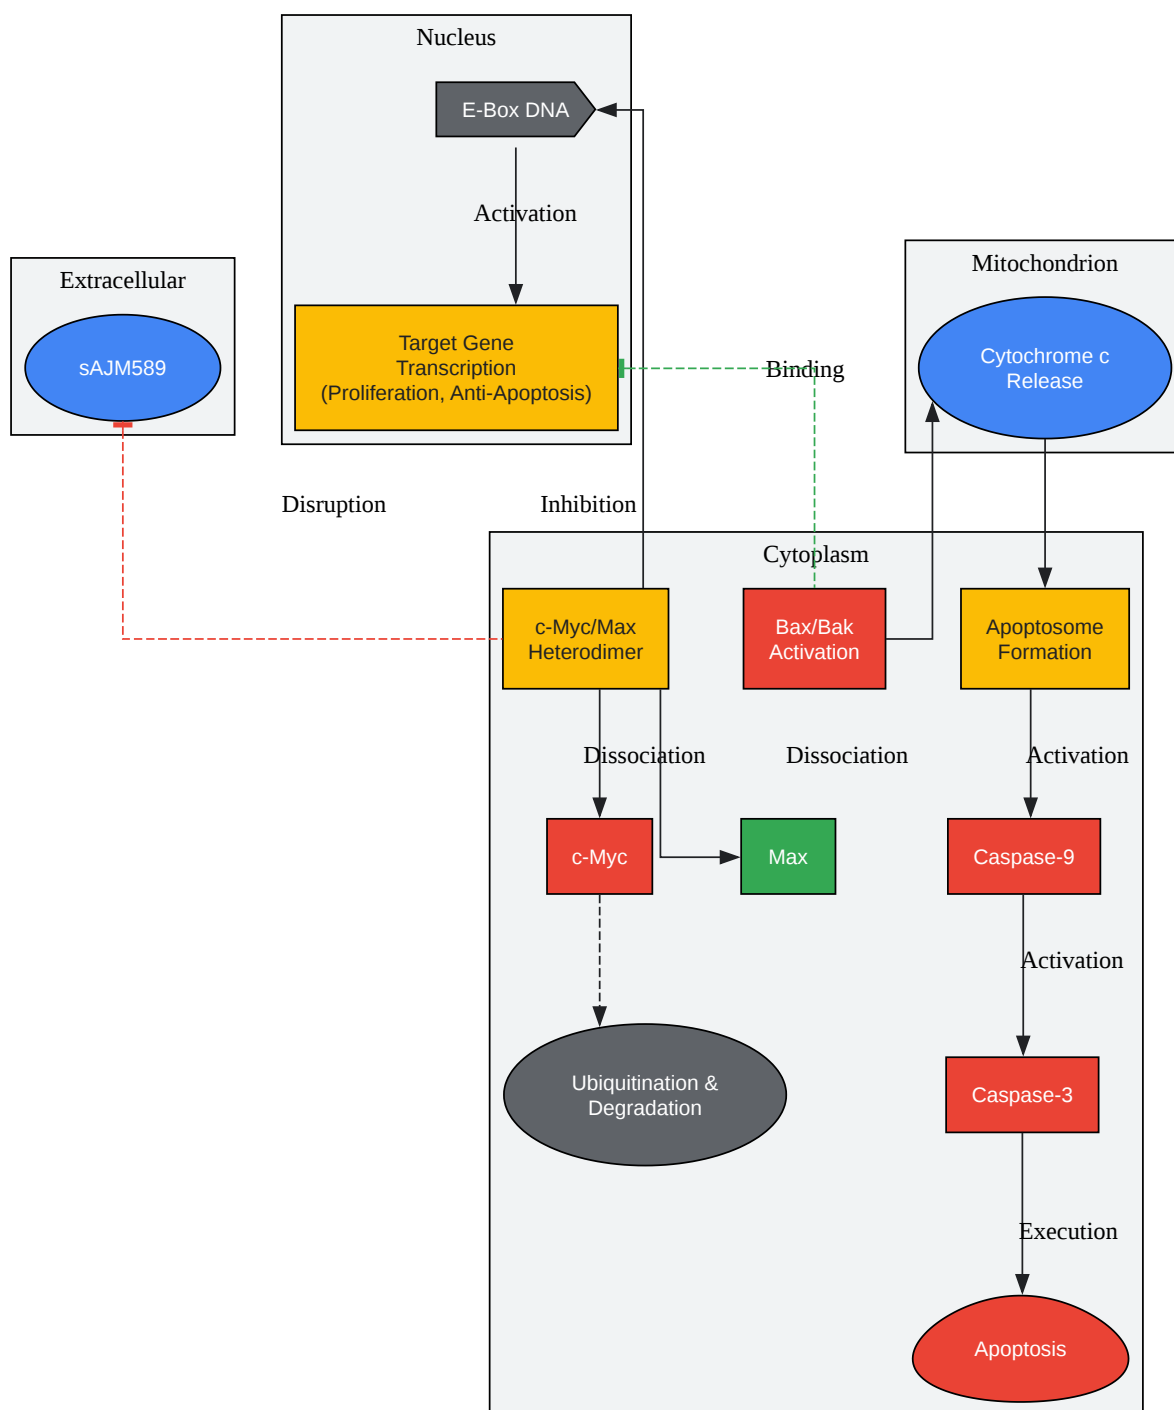 Nucleus
E-Box DNA
Activation
Extracellular
sAJM589
Target Gene
Transcription
(Proliferation, Anti-Apoptosis)
Binding
Mitochondrion
Cytochrome c
Release
Disruption
Inhibition
Cytoplasm
c-Myc/Max
Heterodimer
Bax/Bak
Activation
Apoptosome
Formation
Dissociation
Dissociation
Activation
c-Myc
Max
Caspase-9
Activation
Ubiquitination &
Degradation
Caspase-3
Execution
Apoptosis